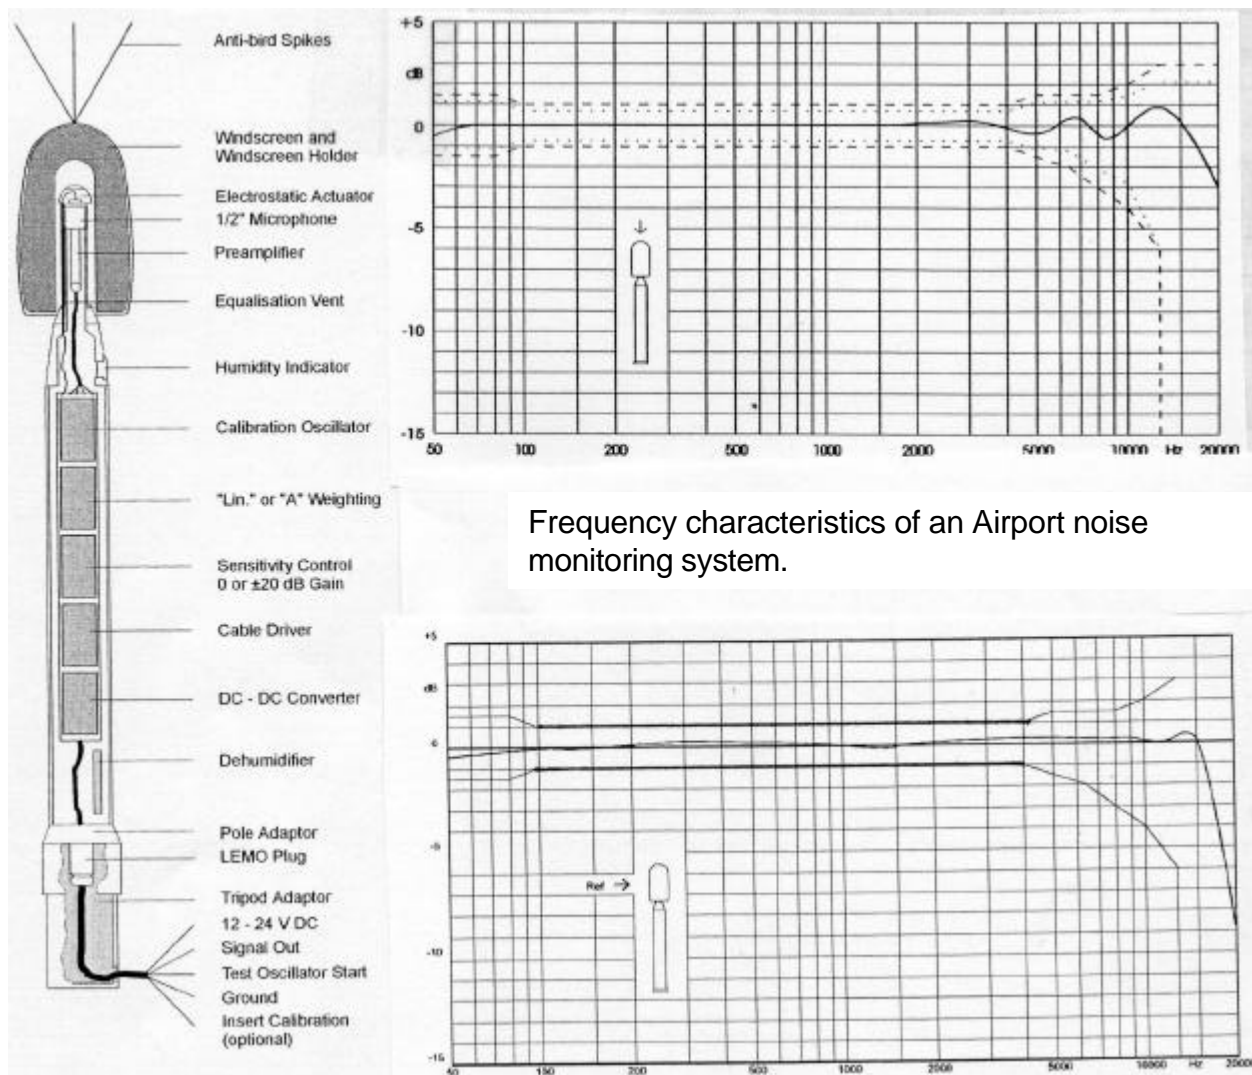 Anti-bird Spikes
Windscreen and
Windscreen Holder
Electrostatic Actuator
1/2" Microphone
Preamplifier
Equalisation Vent
Humidity Indicator
Calibration Oscillator
"Lin." or "A" Weighting
Sensitivity Control
0 or ±20 dB Gain
Cable Driver
DC - DC Converter
Dehumidifier
Pole Adaptor
LEMO Plug
Tripod Adaptor
12 - 24 V DC
Signal Out
Test Oscillator Start
Ground
Insert Calibration
(optional)
+5
dB
0
-5
-10
-15
50 100 200 500 1000 2000 5000 10000 Hz 20000
Frequency characteristics of an Airport noise
monitoring system.
+5
dB
0
-5
-10
-15
Ref
50 100 200 500 1000 2000 5000 10000 Hz 20000